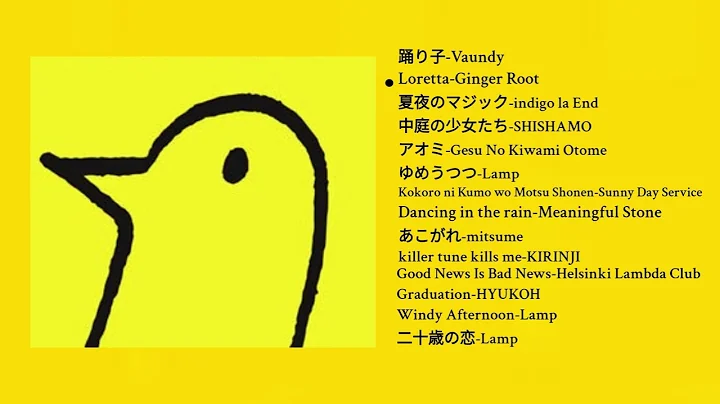 踊り子-Vaundy
Loretta-Ginger Root
夏夜のマジック-indigo la End
中庭の少女たち-SHISHAMO
アオミ-Gesu No Kiwami Otome
ゆめうつつ-Lamp
Kokoro ni Kumo wo Motsu Shonen-Sunny Day Service
Dancing in the rain-Meaningful Stone
あこがれ-mitsume
killer tune kills me-KIRINJI
Good News Is Bad News-Helsinki Lambda Club
Graduation-HYUKOH
Windy Afternoon-Lamp
二十歳の恋-Lamp